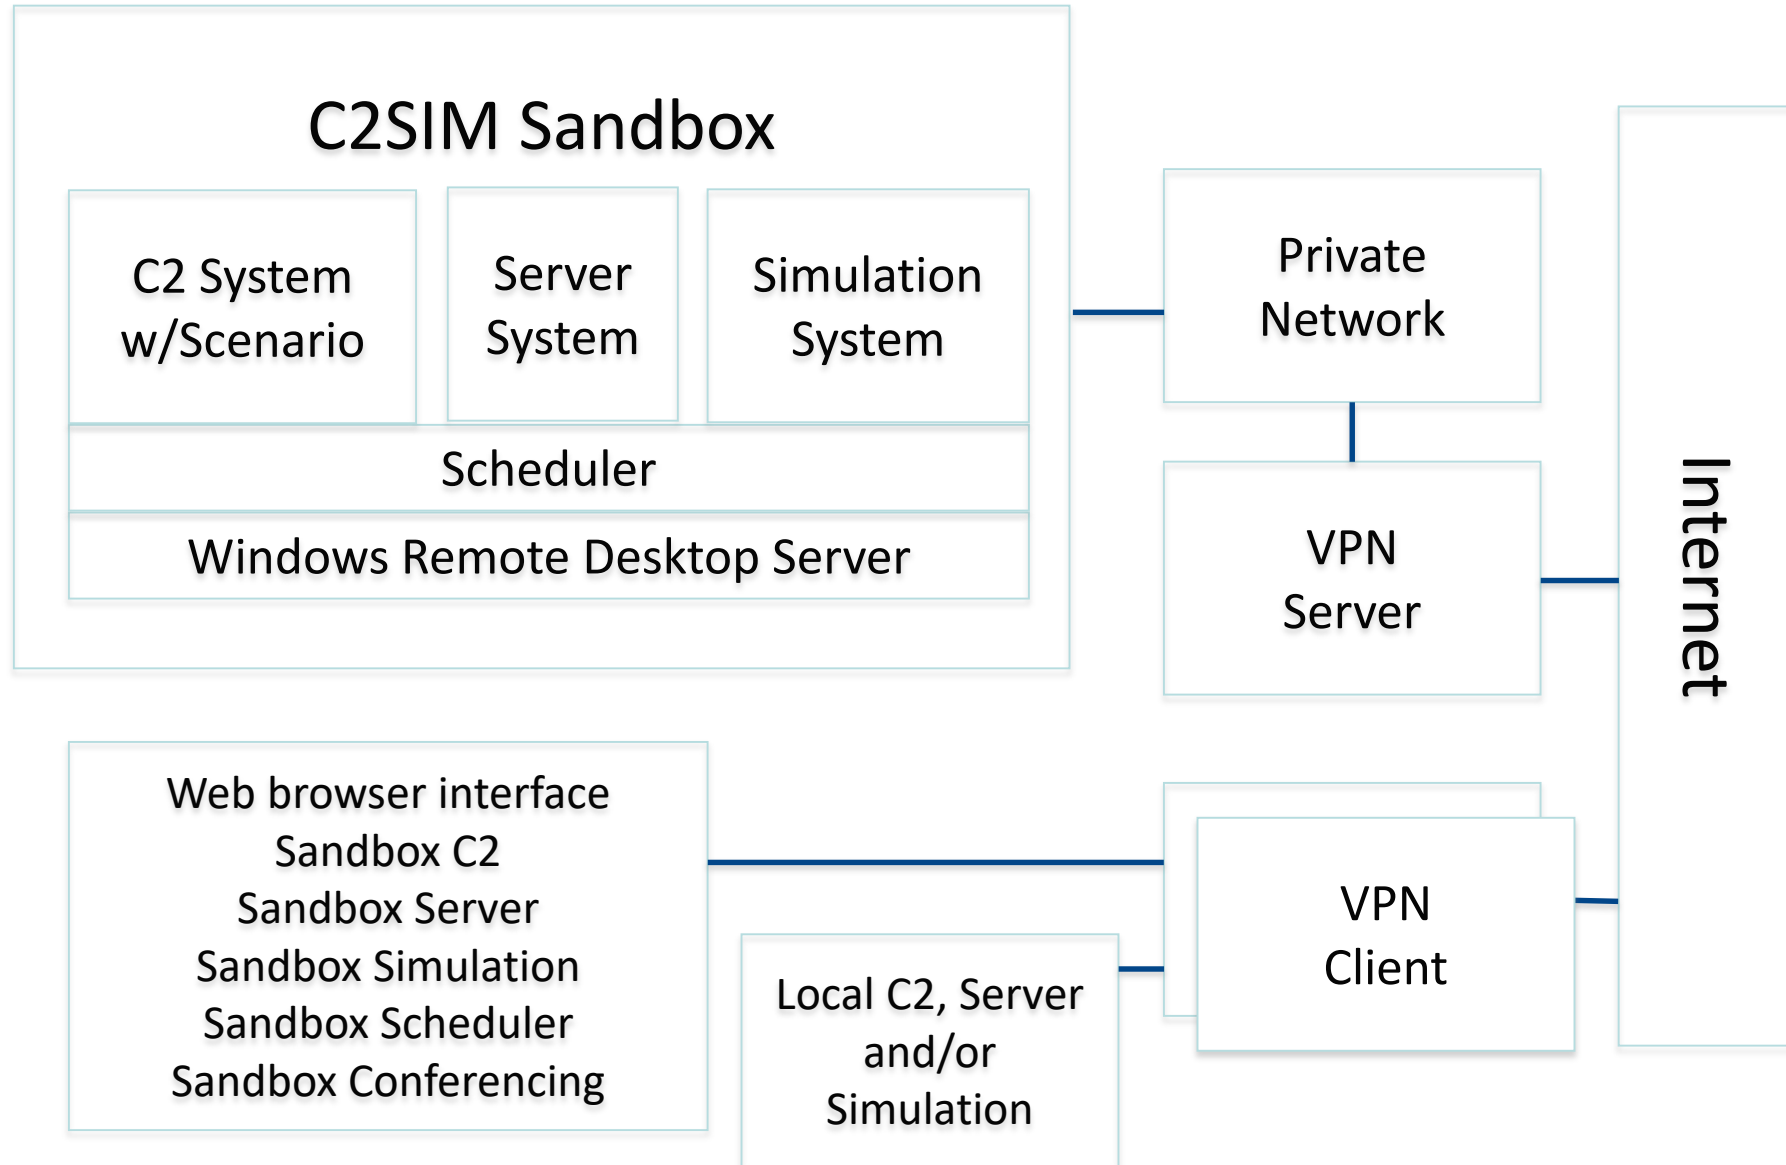 C2SIM Sandbox
C2 System
w/Scenario
Server
System
Simulation
System
Scheduler
Windows Remote Desktop Server
Private
Network
VPN
Server
Internet
Web browser interface
Sandbox C2
Sandbox Server
Sandbox Simulation
Sandbox Scheduler
Sandbox Conferencing
Local C2, Server
and/or
Simulation
VPN
Client